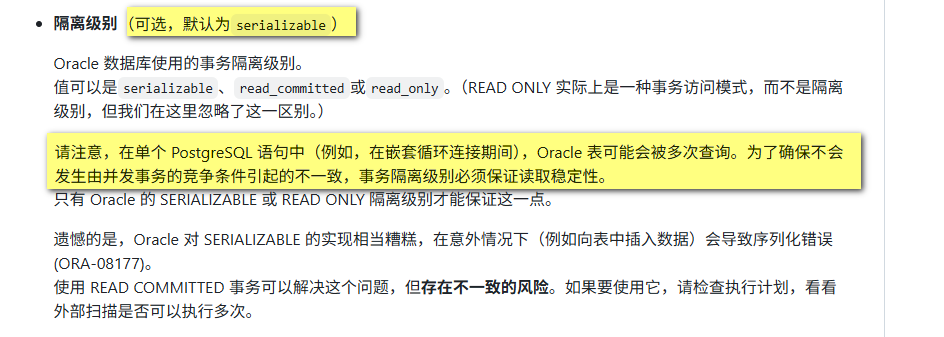 • 隔离级别（可选，默认为 serializable ）
Oracle 数据库使用的事务隔离级别。
值可以是 serializable 、 read_committed 或 read_only 。（READ ONLY 实际上是一种事务访问模式，而不是隔离
级别，但我们在这里忽略了这一区别。）
请注意，在单个 PostgreSQL 语句中（例如，在嵌套循环连接期间），Oracle 表可能会被多次查询。为了确保不会
发生由并发事务的竞争条件引起的不一致，事务隔离级别必须保证读取稳定性。
只有 Oracle 的 SERIALIZABLE 或 READ ONLY 隔离级别才能保证这一点。
遗憾的是，Oracle 对 SERIALIZABLE 的实现相当糟糕，在意外情况下（例如向表中插入数据）会导致序列化错误
(ORA-08177)。
使用 READ COMMITTED 事务可以解决这个问题，但存在不一致的风险。如果要使用它，请检查执行计划，看看
外部扫描是否可以执行多次。